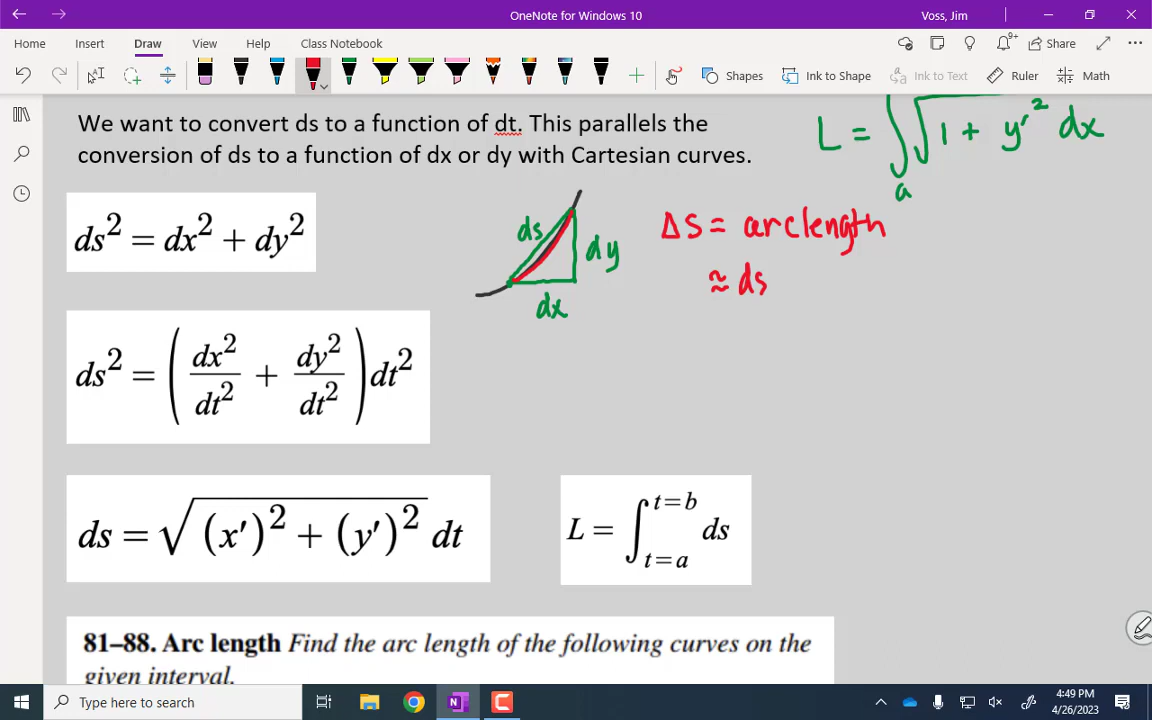 OneNote for Windows 10
Voss, Jim
Home Insert Draw View Help Class Notebook
9+ Share
Shapes Ink to Shape Ink to Text Ruler Math
We want to convert ds to a function of dt. This parallels the
conversion of ds to a function of dx or dy with Cartesian curves.
L = ∫ₐ √1 + y'² dx
ds² = dx² + dy²
ds dy dx
Δs = arclength
≈ ds
ds² = (dx²/dt² + dy²/dt²) dt²
ds = √(x')² + (y')² dt
L = ∫ t=b t=a ds
81–88. Arc length Find the arc length of the following curves on the
given interval.
Type here to search
4:49 PM
4/26/2023